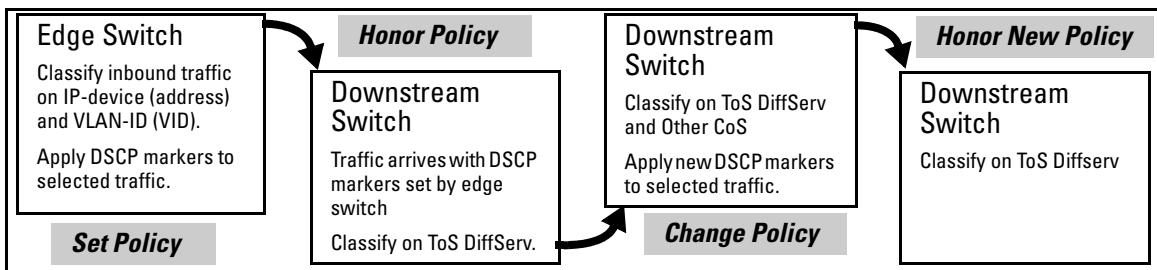 Edge Switch
Classify inbound traffic
on IP-device (address)
and VLAN-ID (VID).
Apply DSCP markers to
selected traffic.
Set Policy
Honor Policy
Downstream
Switch
Traffic arrives with DSCP
markers set by edge
switch
Classify on ToS DiffServ.
Downstream
Switch
Classify on ToS DiffServ
and Other CoS
Apply new DSCP markers
to selected traffic.
Change Policy
Honor New Policy
Downstream
Switch
Classify on ToS Diffserv